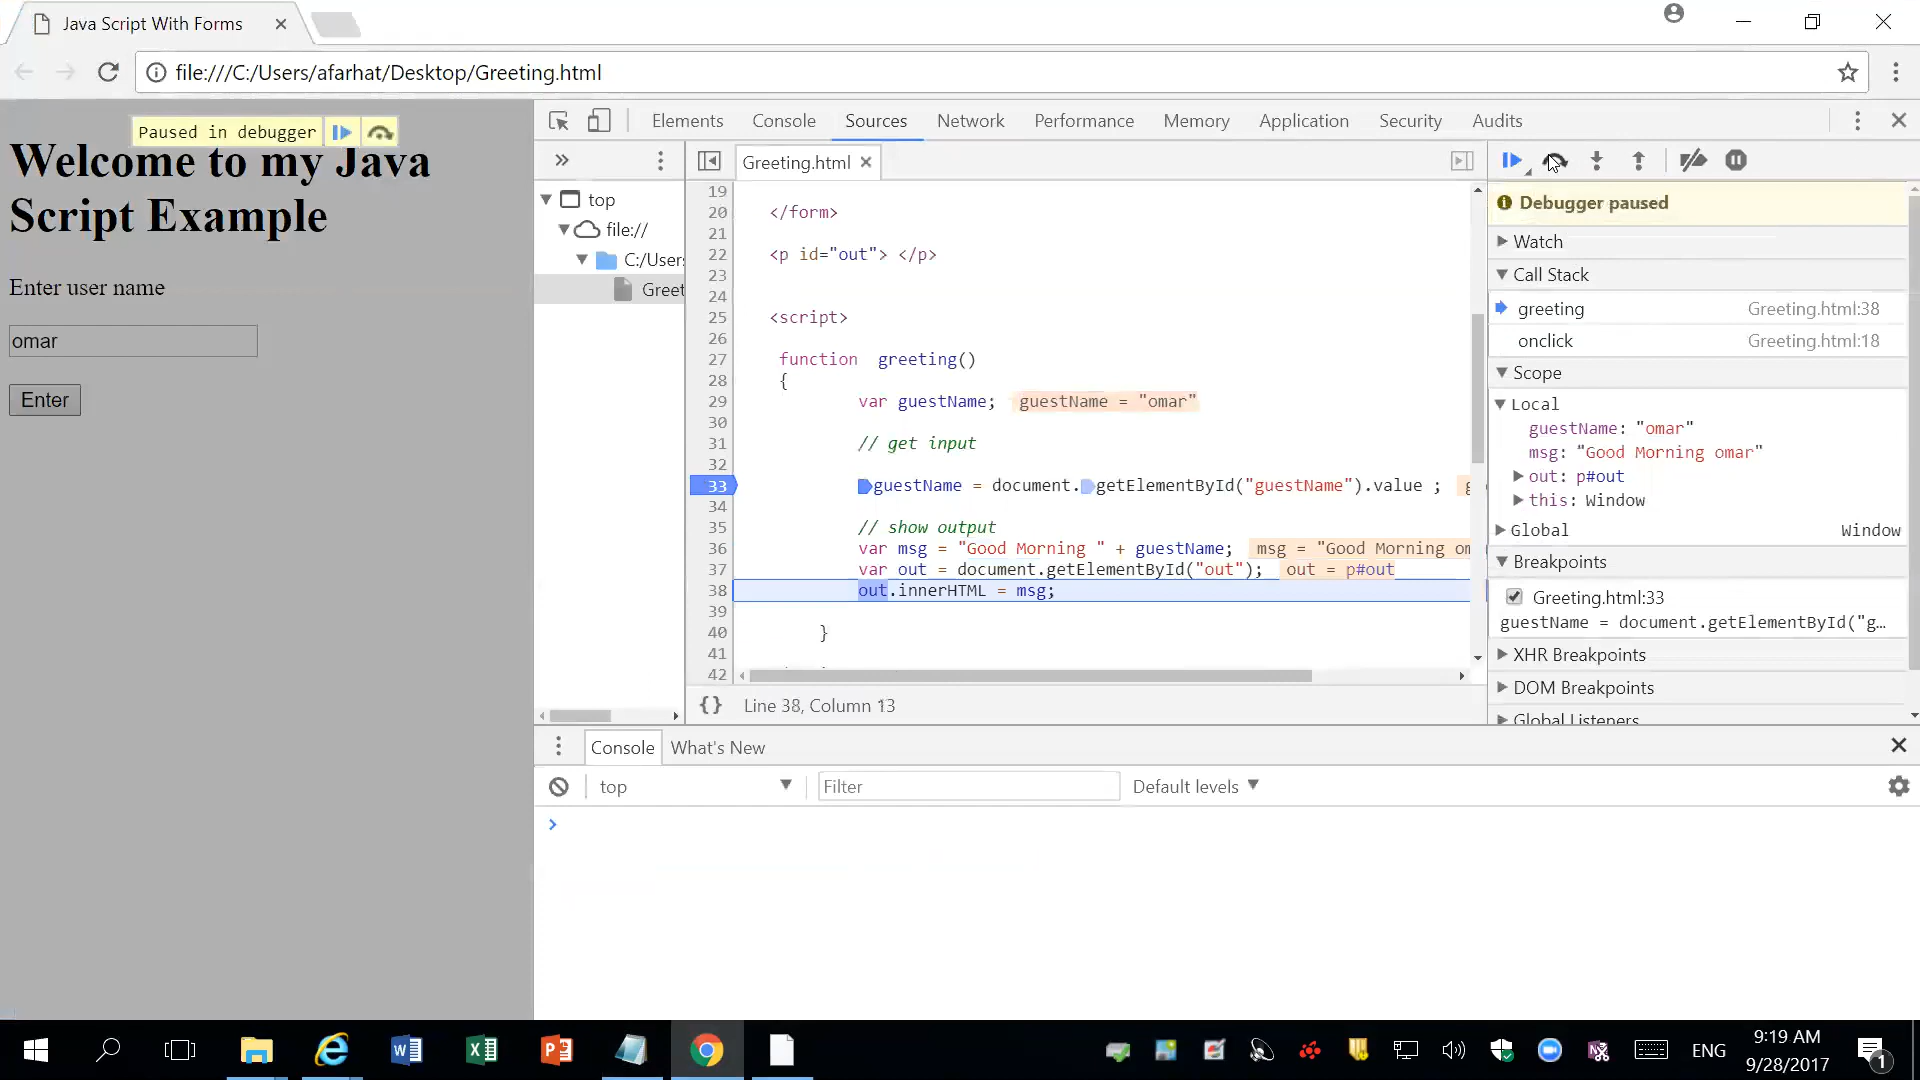 Java Script With Forms
file:///C:/Users/afarhat/Desktop/Greeting.html
Paused in debugger
Welcome to my Java
Script Example
Enter user name
omar
Enter
Elements Console Sources Network Performance Memory Application Security Audits
top
file://
C:/Users
Greet
Greeting.html
19
20 </form>
21
22 <p id="out"> </p>
23
24
25 <script>
26
27 function greeting()
28 {
29 var guestName; guestName = "omar"
30
31 // get input
32
33 guestName = document.getElementById("guestName").value ; g
34
35 // show output
36 var msg = "Good Morning " + guestName; msg = "Good Morning om
37 var out = document.getElementById("out"); out = p#out
38 out.innerHTML = msg;
39
40 }
41
42
{} Line 38, Column 13
Debugger paused
Watch
Call Stack
greeting Greeting.html:38
onclick Greeting.html:18
Scope
Local
guestName: "omar"
msg: "Good Morning omar"
out: p#out
this: Window
Global Window
Breakpoints
Greeting.html:33
guestName = document.getElementById("g…
XHR Breakpoints
DOM Breakpoints
Global Listeners
Console What's New
top Filter Default levels
ENG
9:19 AM
9/28/2017
1